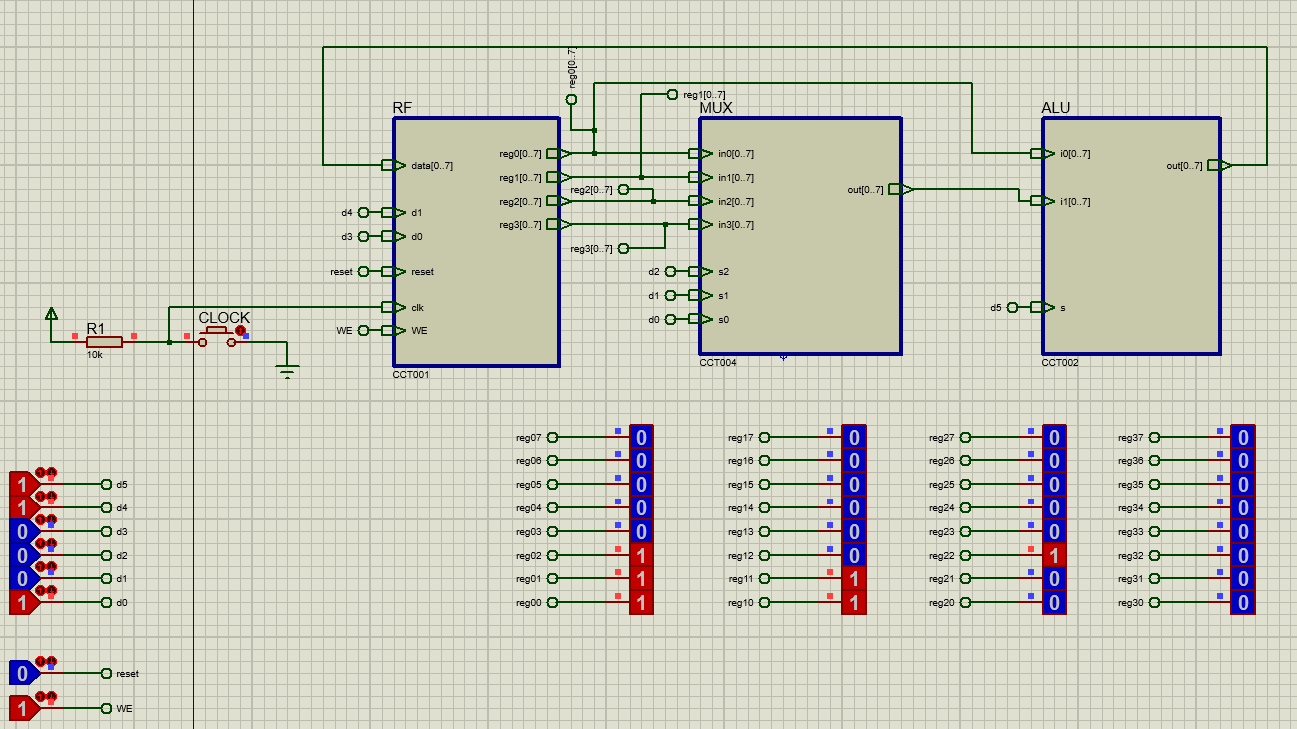 reg0[0..7]
reg1[0..7]
RF
MUX
ALU
data[0..7]
reg0[0..7]
in0[0..7]
i0[0..7]
out[0..7]
reg1[0..7]
in1[0..7]
reg2[0..7]
out[0..7]
reg2[0..7]
in2[0..7]
i1[0..7]
d4
d1
reg3[0..7]
in3[0..7]
d3
d0
reg3[0..7]
reset
reset
d2
s2
d1
s1
clk
d5
s
CLOCK
WE
WE
d0
s0
R1
10k
CCT001
CCT004
CCT002
reg07 0
reg17 0
reg27 0
reg37 0
reg06 0
reg16 0
reg26 0
reg36 0
1 d5
reg05 0
reg15 0
reg25 0
reg35 0
1 d4
reg04 0
reg14 0
reg24 0
reg34 0
0 d3
reg03 0
reg13 0
reg23 0
reg33 0
0 d2
reg02 1
reg12 0
reg22 1
reg32 0
0 d1
reg01 1
reg11 1
reg21 0
reg31 0
1 d0
reg00 1
reg10 1
reg20 0
reg30 0
0 reset
1 WE